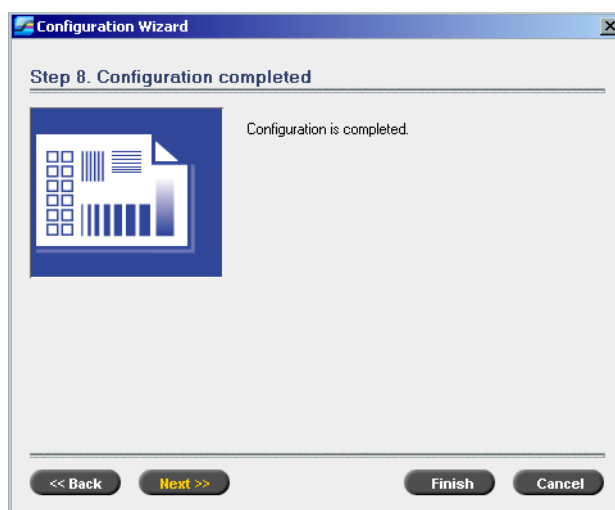 Configuration Wizard
Step 8. Configuration completed
Configuration is completed.
<< Back Next >> Finish Cancel